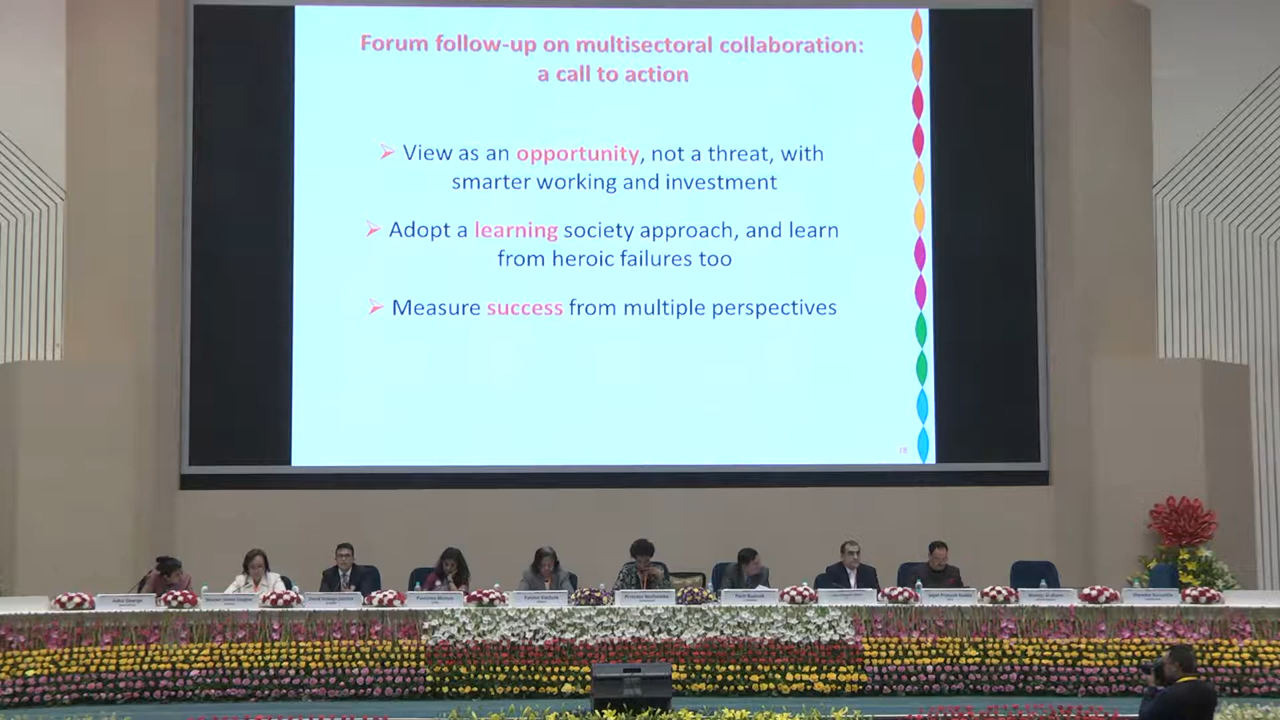 Forum follow-up on multisectoral collaboration:
a call to action
➢ View as an opportunity, not a threat, with
smarter working and investment
➢ Adopt a learning society approach, and learn
from heroic failures too
➢ Measure success from multiple perspectives
18